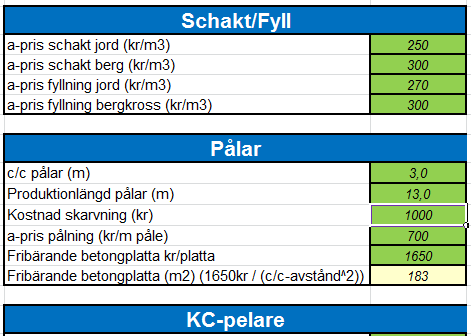 Schakt/Fyll
a-pris schakt jord (kr/m3) 250
a-pris schakt berg (kr/m3) 300
a-pris fyllning jord (kr/m3) 270
a-pris fyllning bergkross (kr/m3) 300
Pålar
c/c pålar (m) 3,0
Produktionlängd pålar (m) 13,0
Kostnad skarvning (kr) 1000
a-pris pålning (kr/m påle) 700
Fribärande betongplatta kr/platta 1650
Fribärande betongplatta (m2) (1650kr / (c/c-avstånd^2)) 183
KC-pelare